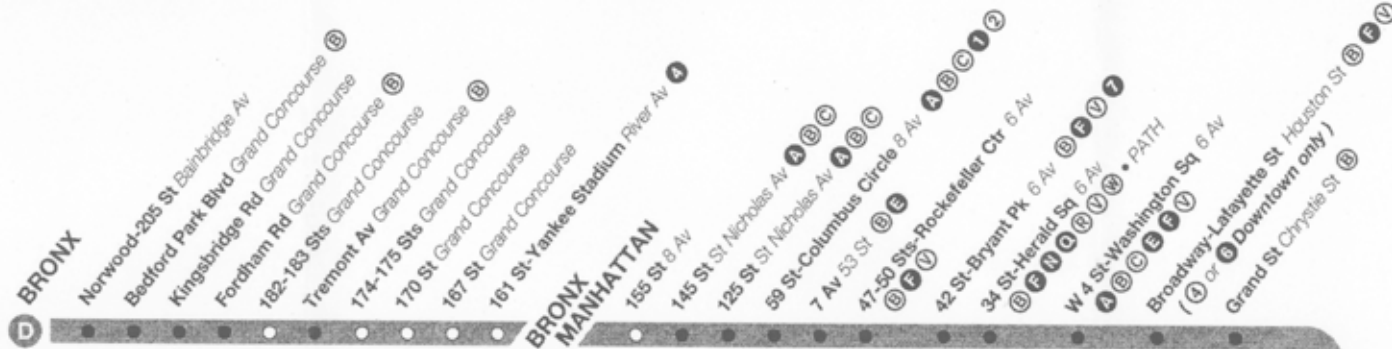 D
BRONX
Norwood-205 St Bainbridge Av
Bedford Park Blvd Grand Concourse B
Kingsbridge Rd Grand Concourse
Fordham Rd Grand Concourse B
182-183 Sts Grand Concourse
Tremont Av Grand Concourse B
174-175 Sts Grand Concourse
170 St Grand Concourse
167 St Grand Concourse
161 St-Yankee Stadium River Av 4
BRONX
MANHATTAN
155 St 8 Av
145 St St Nicholas Av A B C
125 St St Nicholas Av A B C
59 St-Columbus Circle 8 Av A B C 1 2
7 Av 53 St B E
47-50 Sts-Rockefeller Ctr 6 Av
B F V
42 St-Bryant Pk 6 Av B F V 7
34 St-Herald Sq 6 Av
B F N Q R V W • PATH
W 4 St-Washington Sq 6 Av
A B C E F V
Broadway-Lafayette St Houston St B F V
( 4 or 6 Downtown only )
Grand St Chrystie St B